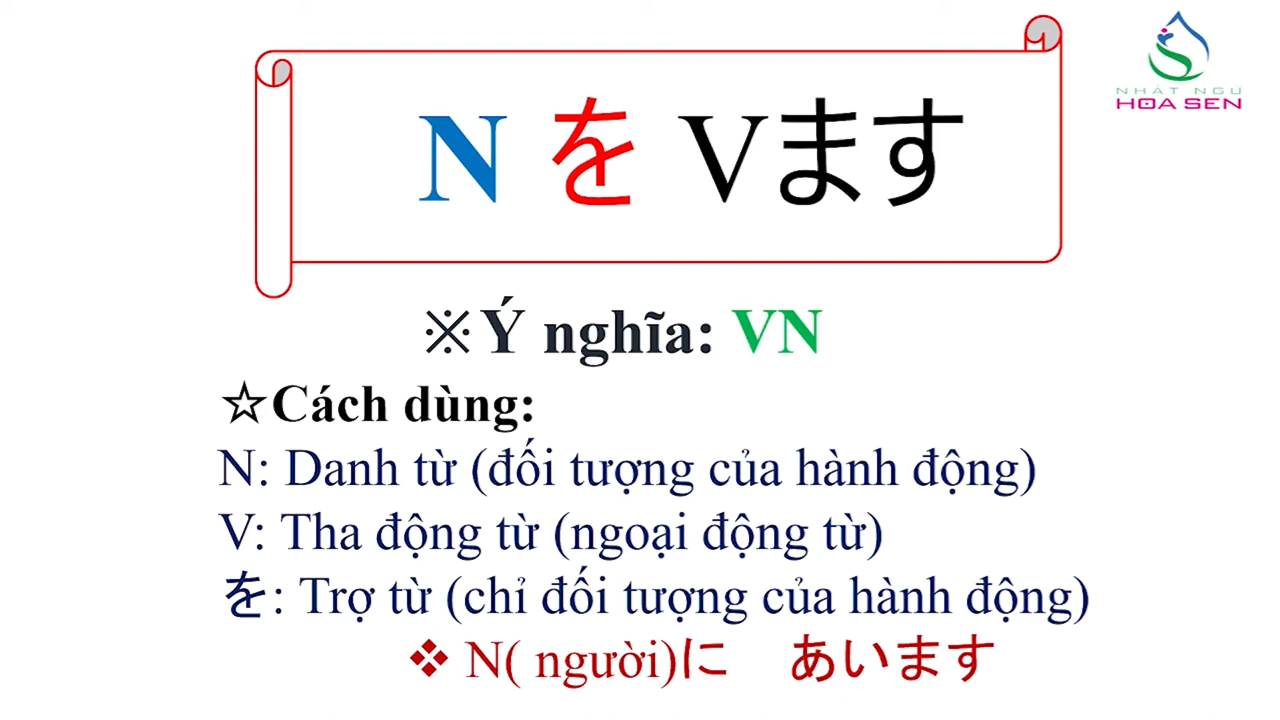 NHẬT NGỮ
HOA SEN
N を Vます
※Ý nghĩa: VN
☆Cách dùng:
N: Danh từ (đối tượng của hành động)
V: Tha động từ (ngoại động từ)
を: Trợ từ (chỉ đối tượng của hành động)
❖ N( người)に　あいます